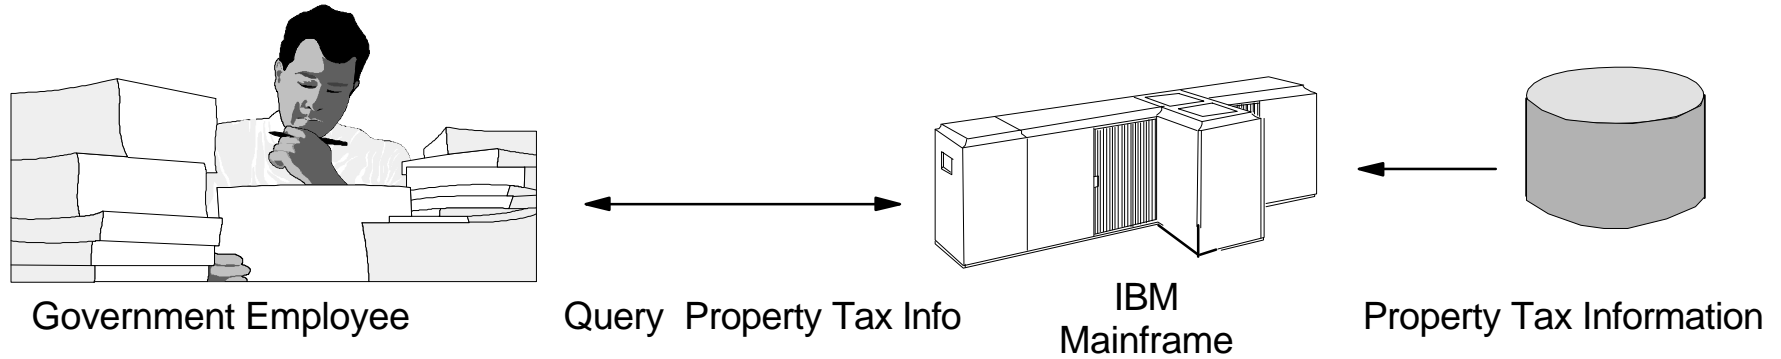 Government Employee
Query  Property Tax Info
IBM
Mainframe
Property Tax Information